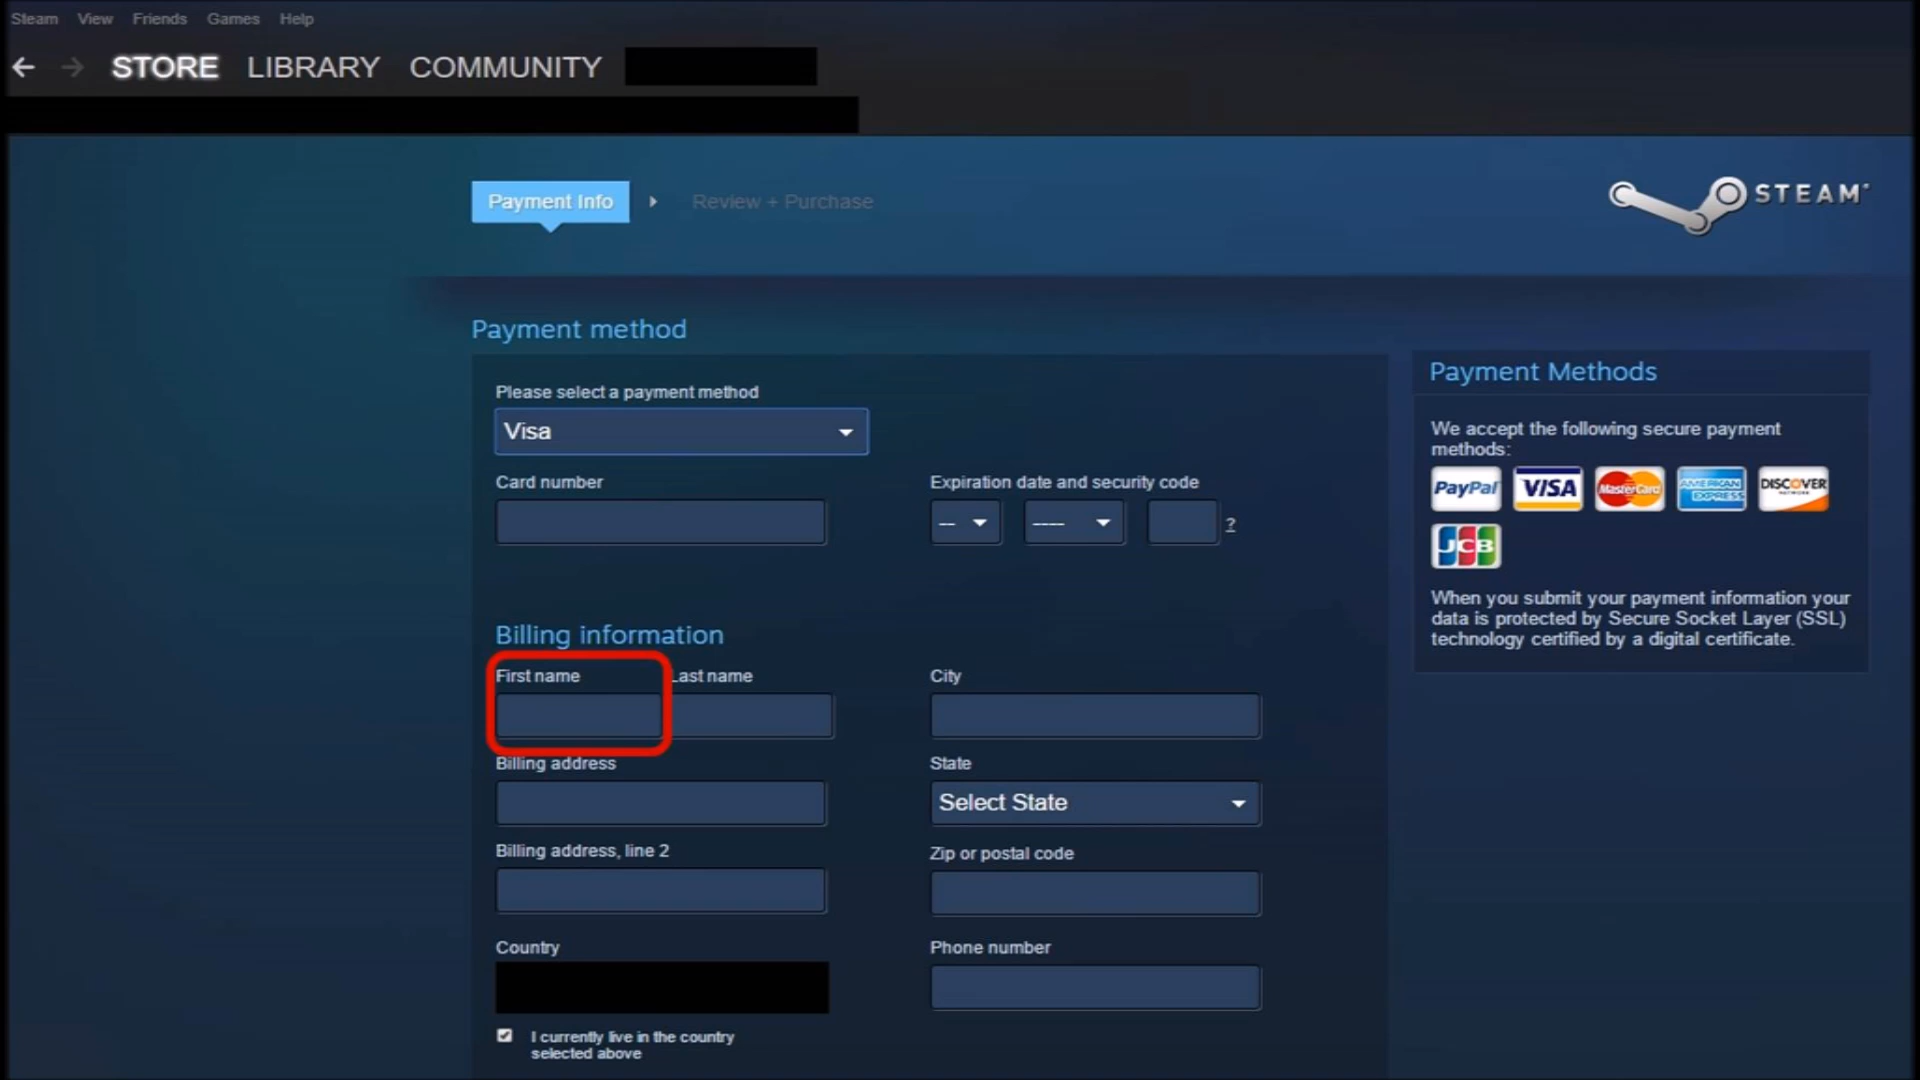 Steam View Friends Games Help
STORE LIBRARY COMMUNITY
Payment Info Review + Purchase
STEAM
Payment method
Please select a payment method
Visa
Card number
Expiration date and security code
-- ---- ?
Billing information
First name Last name
City
Billing address
State
Select State
Billing address, line 2
Zip or postal code
Country
Phone number
I currently live in the country
selected above
Payment Methods
We accept the following secure payment
methods:
PayPal VISA MasterCard AMERICAN EXPRESS DISCOVER NETWORK
JCB
When you submit your payment information your
data is protected by Secure Socket Layer (SSL)
technology certified by a digital certificate.